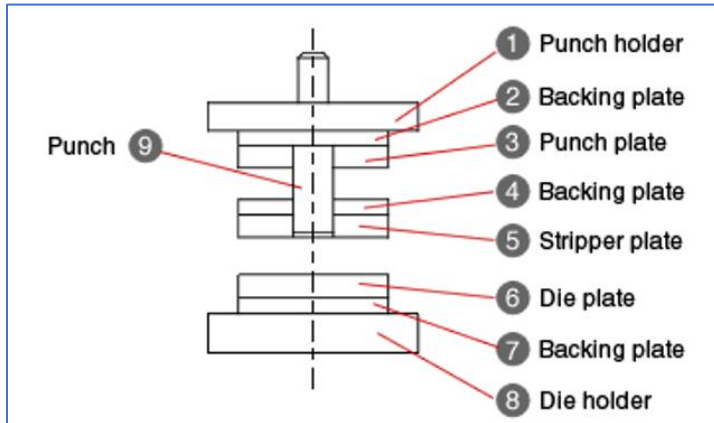 1 Punch holder
2 Backing plate
3 Punch plate
Punch 9
4 Backing plate
5 Stripper plate
6 Die plate
7 Backing plate
8 Die holder